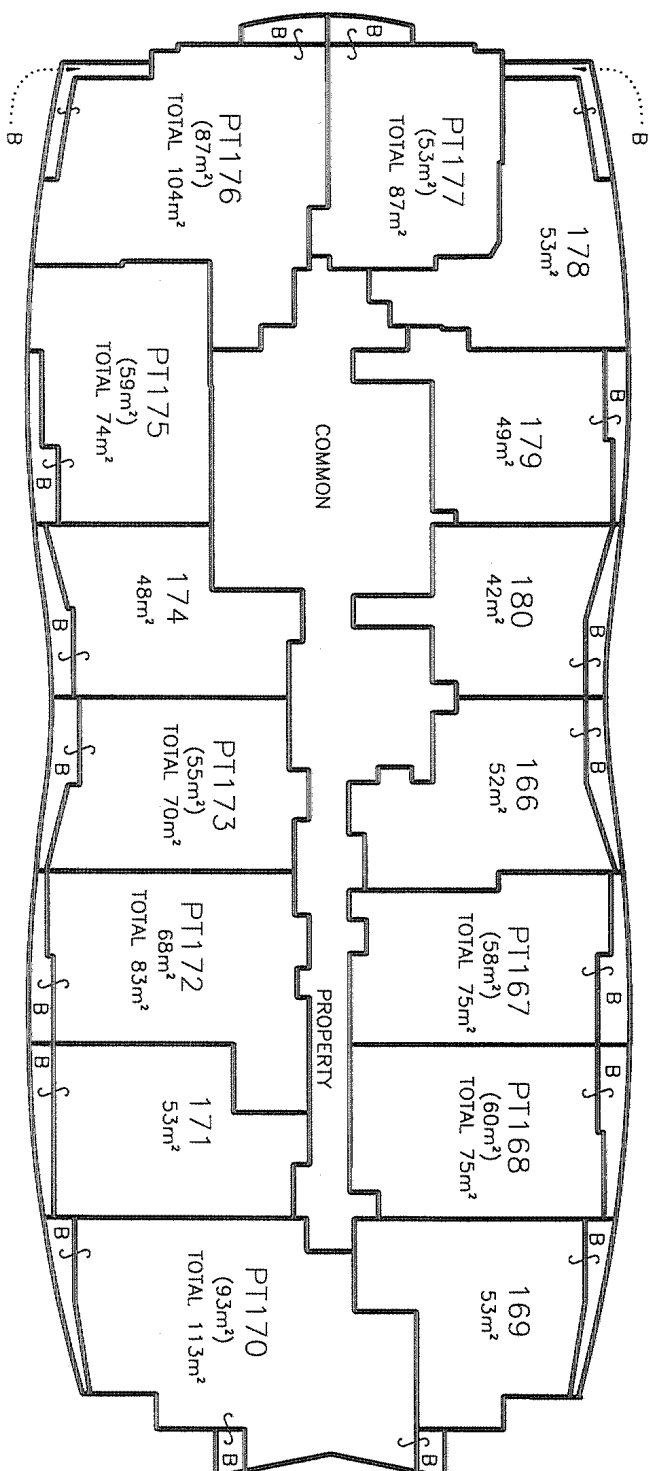 B
B
B
B
PT176
(87m²)
TOTAL 104m²
PT177
(53m²)
TOTAL 87m²
178
53m²
PT175
(59m²)
TOTAL 74m²
B
COMMON
179
49m²
B
174
48m²
B
180
42m²
B
PT173
(55m²)
TOTAL 70m²
B
166
52m²
B
PT172
68m²
TOTAL 83m²
B
PROPERTY
PT167
(58m²)
TOTAL 75m²
B
171
53m²
B
PT168
(60m²)
TOTAL 75m²
B
PT170
(93m²)
TOTAL 113m²
B
B
169
53m²
B
B